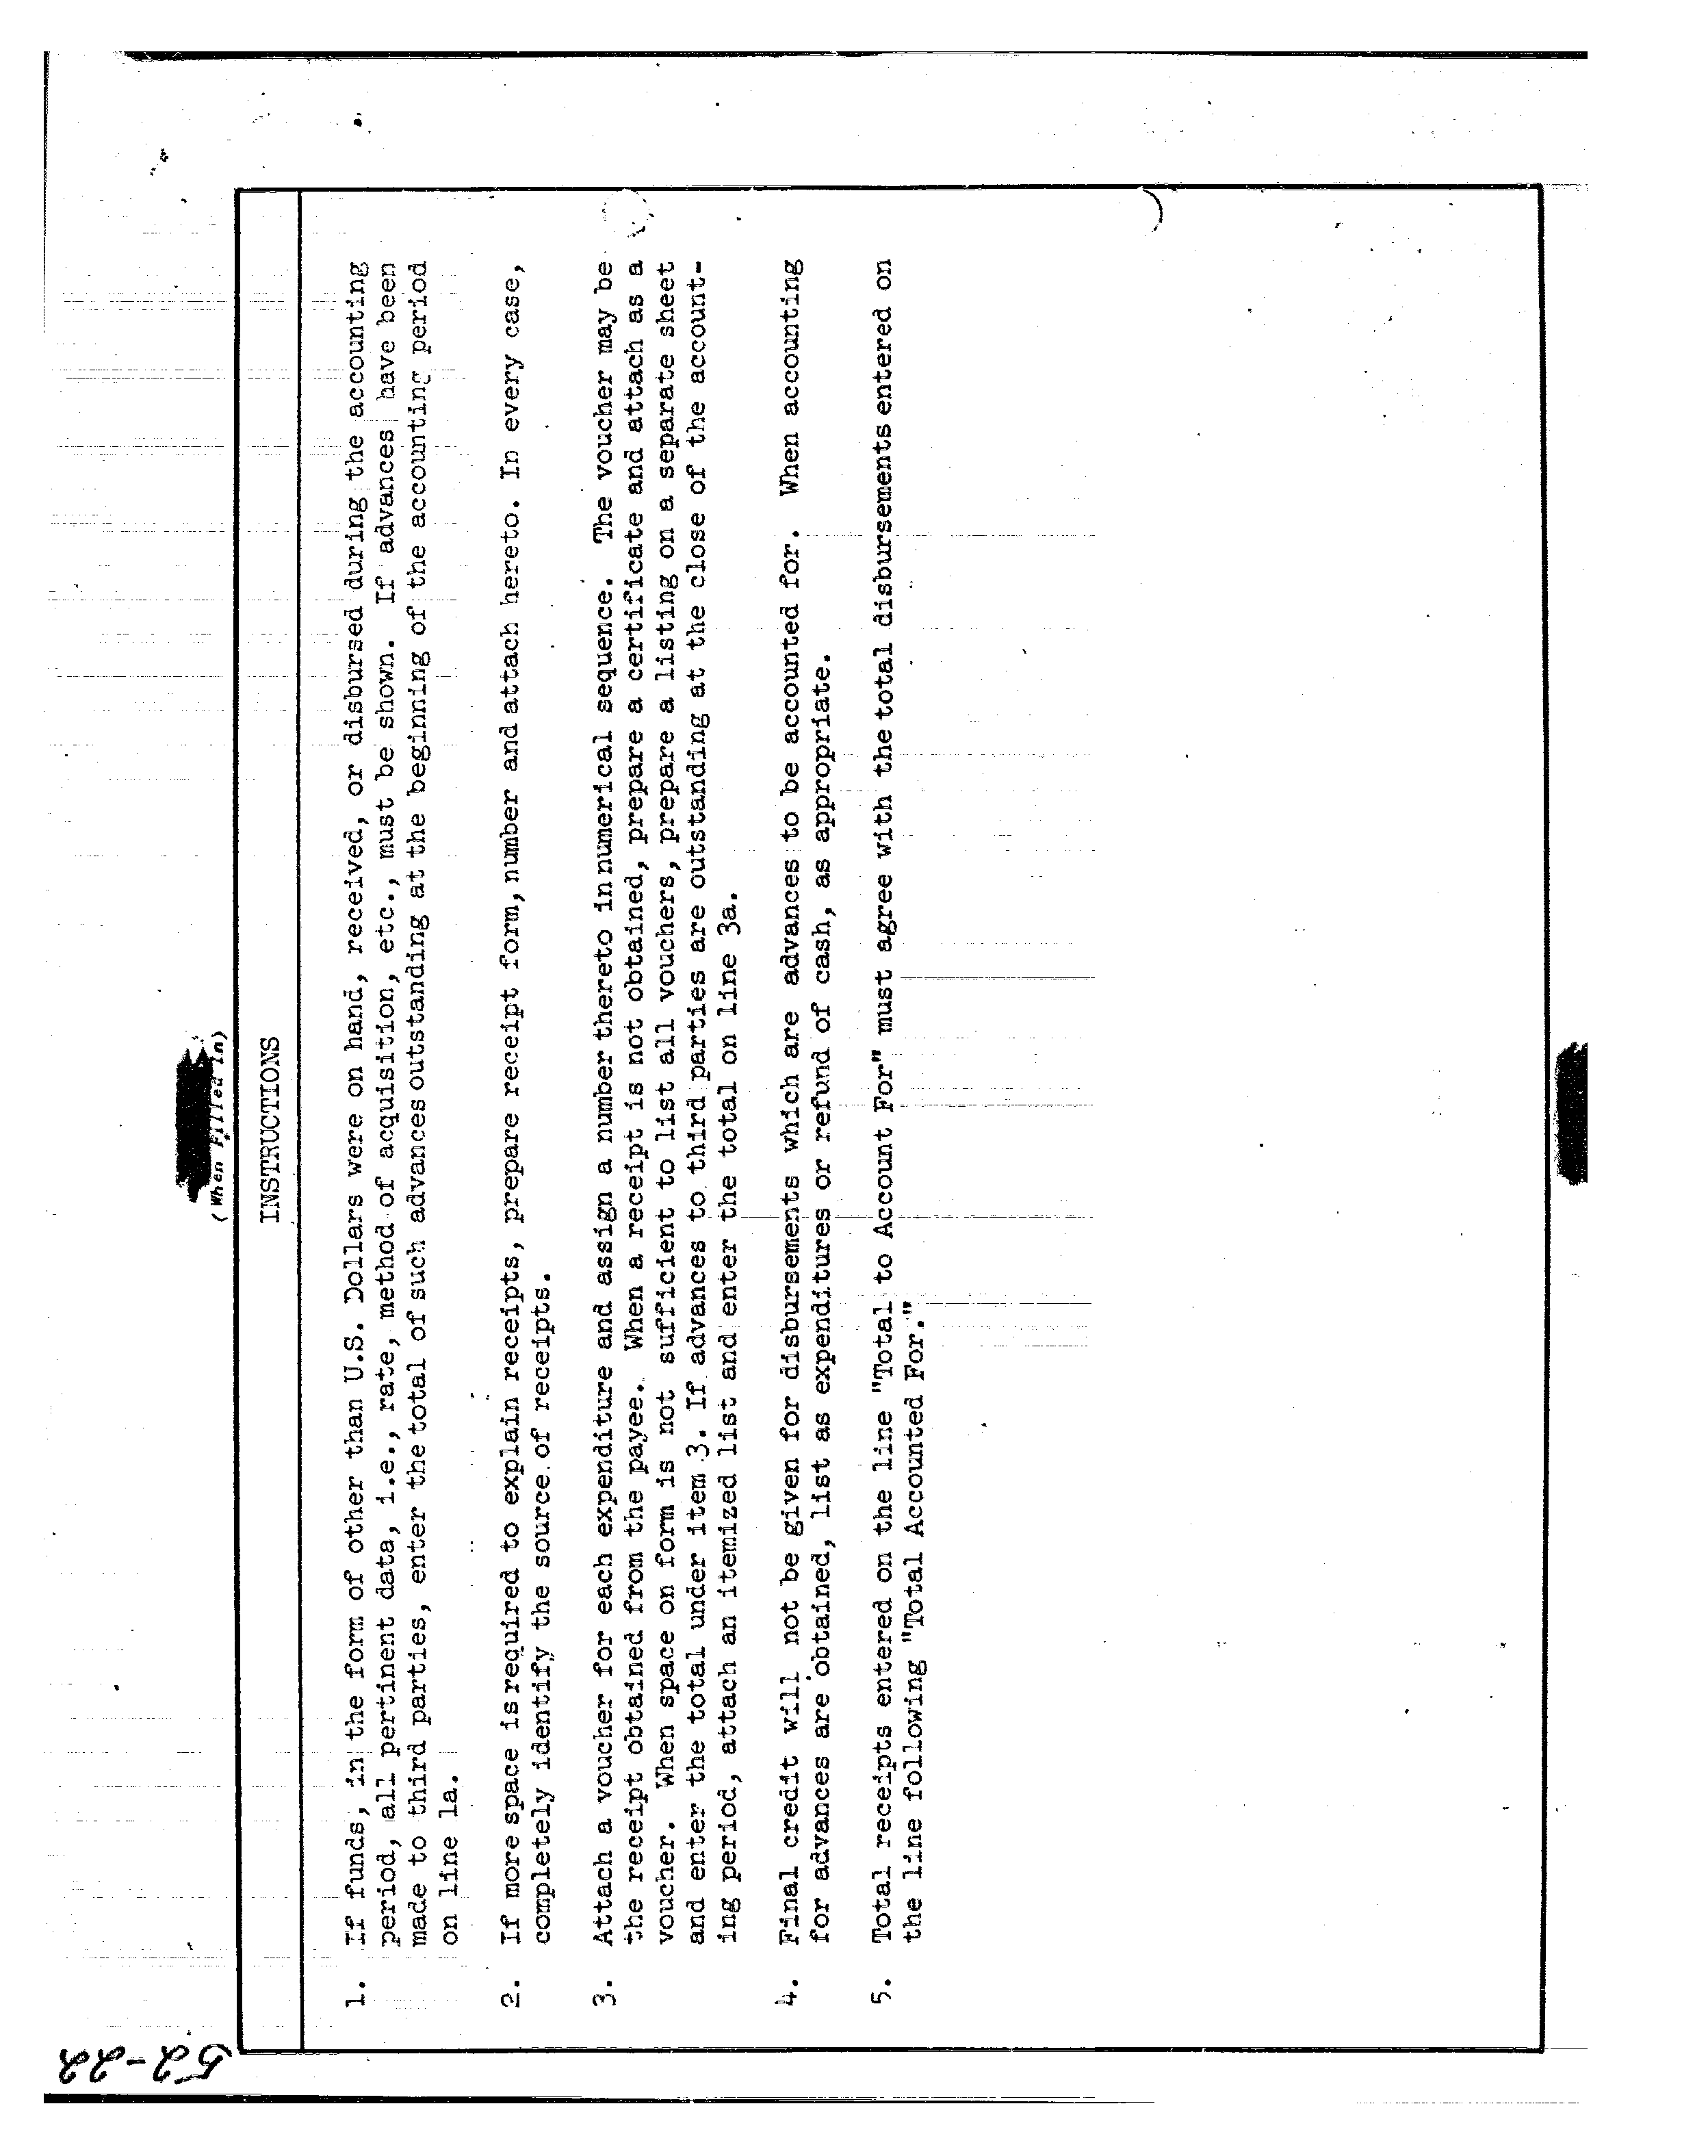 52-22
(When Filled In)
INSTRUCTIONS
1. If funds, in the form of other than U.S. Dollars were on hand, received, or disbursed during the accounting
period, all pertinent data, i.e., rate, method of acquisition, etc., must be shown. If advances have been
made to third parties, enter the total of such advances outstanding at the beginning of the accounting period
on line 1a.
2. If more space is required to explain receipts, prepare receipt form, number and attach hereto. In every case,
completely identify the source of receipts.
3. Attach a voucher for each expenditure and assign a number thereto in numerical sequence. The voucher may be
the receipt obtained from the payee. When a receipt is not obtained, prepare a certificate and attach as a
voucher. When space on form is not sufficient to list all vouchers, prepare a listing on a separate sheet
and enter the total under item 3. If advances to third parties are outstanding at the close of the account-
ing period, attach an itemized list and enter the total on line 3a.
4. Final credit will not be given for disbursements which are advances to be accounted for. When accounting
for advances are obtained, list as expenditures or refund of cash, as appropriate.
5. Total receipts entered on the line "Total to Account For" must agree with the total disbursements entered on
the line following "Total Accounted For."